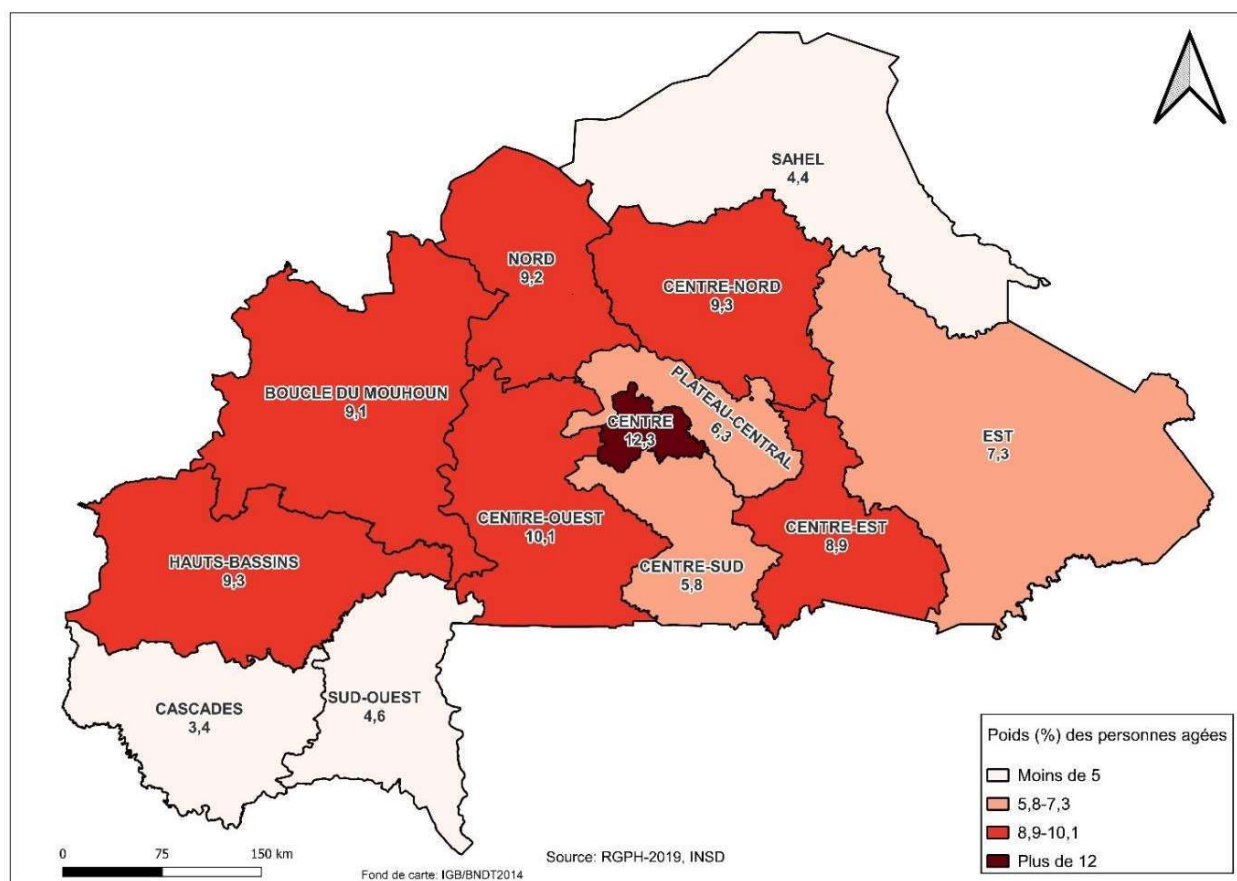 SAHEL
4,4
NORD
9,2
CENTRE-NORD
9,3
BOUCLE DU MOUHOUN
9,1
PLATEAU-CENTRAL
6,3
CENTRE
12,3
EST
7,3
CENTRE-OUEST
10,1
CENTRE-EST
8,9
HAUTS-BASSINS
9,3
CENTRE-SUD
5,8
CASCADES
3,4
SUD-OUEST
4,6
Poids (%) des personnes agées
Moins de 5
5,8-7,3
8,9-10,1
Plus de 12
0 75 150 km
Source: RGPH-2019, INSD
Fond de carte: IGB/BNDT2014